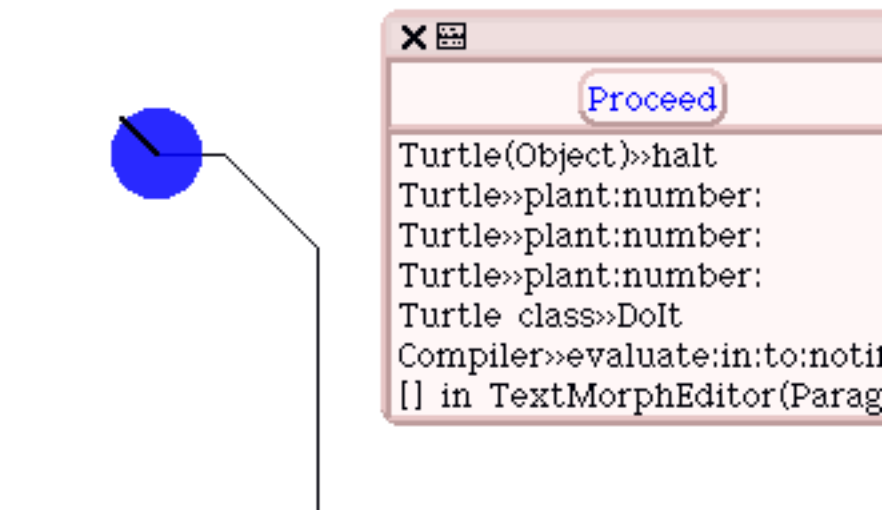 Proceed
Turtle(Object)»halt
Turtle»plant:number:
Turtle»plant:number:
Turtle»plant:number:
Turtle class»DoIt
Compiler»evaluate:in:to:notif
[] in TextMorphEditor(Parag